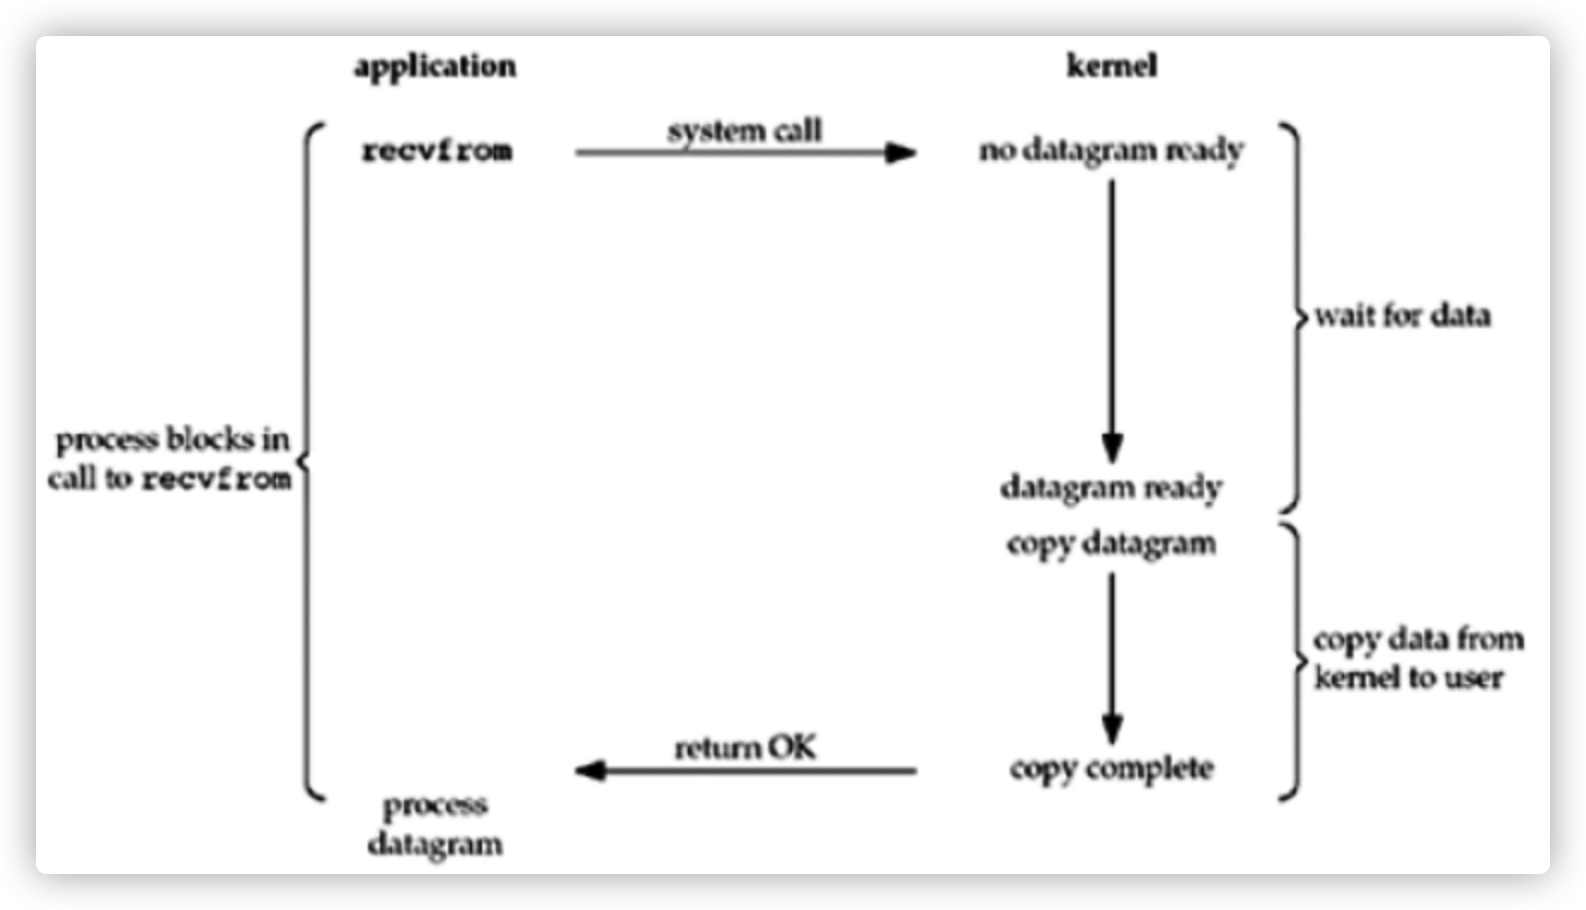 application
kernel
recvfrom
system call
no datagram ready
wait for data
process blocks in
call to recvfrom
datagram ready
copy datagram
copy data from
kernel to user
return OK
copy complete
process
datagram